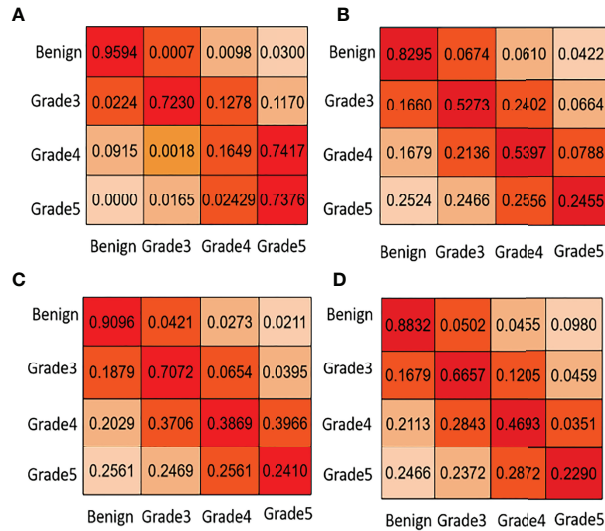 A
Benign 0.9594 0.0007 0.0098 0.0300
Grade3 0.0224 0.7230 0.1278 0.1170
Grade4 0.0915 0.0018 0.1649 0.7417
Grade5 0.0000 0.0165 0.02429 0.7376
Benign Grade3 Grade4 Grade5
B
Benign 0.8295 0.0674 0.0610 0.0422
Grade3 0.1660 0.5273 0.2402 0.0664
Grade4 0.1679 0.2136 0.5397 0.0788
Grade5 0.2524 0.2466 0.2556 0.2455
Benign Grade3 Grade4 Grade5
C
Benign 0.9096 0.0421 0.0273 0.0211
Grade3 0.1879 0.7072 0.0654 0.0395
Grade4 0.2029 0.3706 0.3869 0.3966
Grade5 0.2561 0.2469 0.2561 0.2410
Benign Grade3 Grade4 Grade5
D
Benign 0.8832 0.0502 0.0455 0.0980
Grade3 0.1679 0.6657 0.1205 0.0459
Grade4 0.2113 0.2843 0.4693 0.0351
Grade5 0.2466 0.2372 0.2872 0.2290
Benign Grade3 Grade4 Grade5